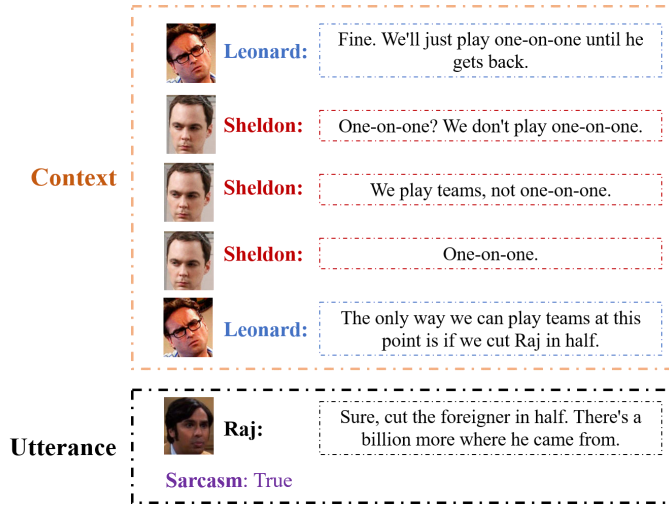 Context
Leonard:
Fine. We'll just play one-on-one until he
gets back.
Sheldon:
One-on-one? We don't play one-on-one.
Sheldon:
We play teams, not one-on-one.
Sheldon:
One-on-one.
Leonard:
The only way we can play teams at this
point is if we cut Raj in half.
Utterance
Raj:
Sure, cut the foreigner in half. There's a
billion more where he came from.
Sarcasm: True